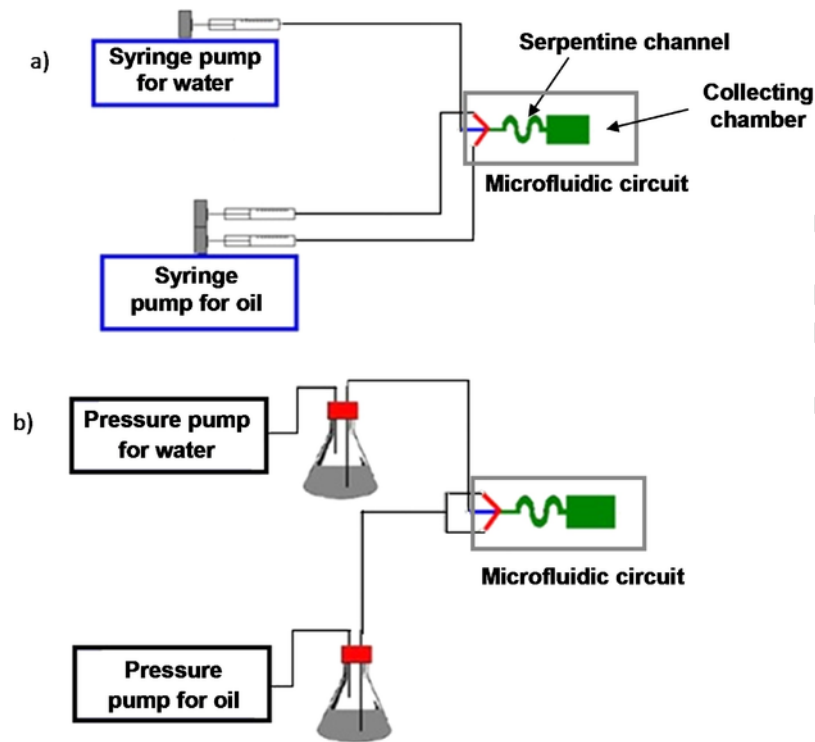 a)
Syringe pump
for water
Serpentine channel
Collecting
chamber
Microfluidic circuit
Syringe
pump for oil
b)
Pressure pump
for water
Microfluidic circuit
Pressure
pump for oil